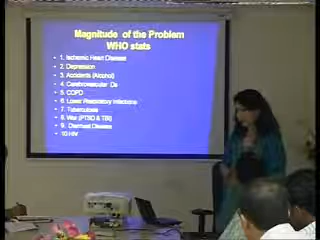 Magnitude of the Problem
WHO stats
• 1. Ischemic Heart Disease
• 2. Depression
• 3. Accidents (Alcohol)
• 4. Cerebrovascular Ds
• 5. COPD
• 6. Lower Respiratory Infections
• 7. Tuberculosis
• 8. War (PTSD & TBI)
• 9. Diarrheal Disease
• 10. HIV